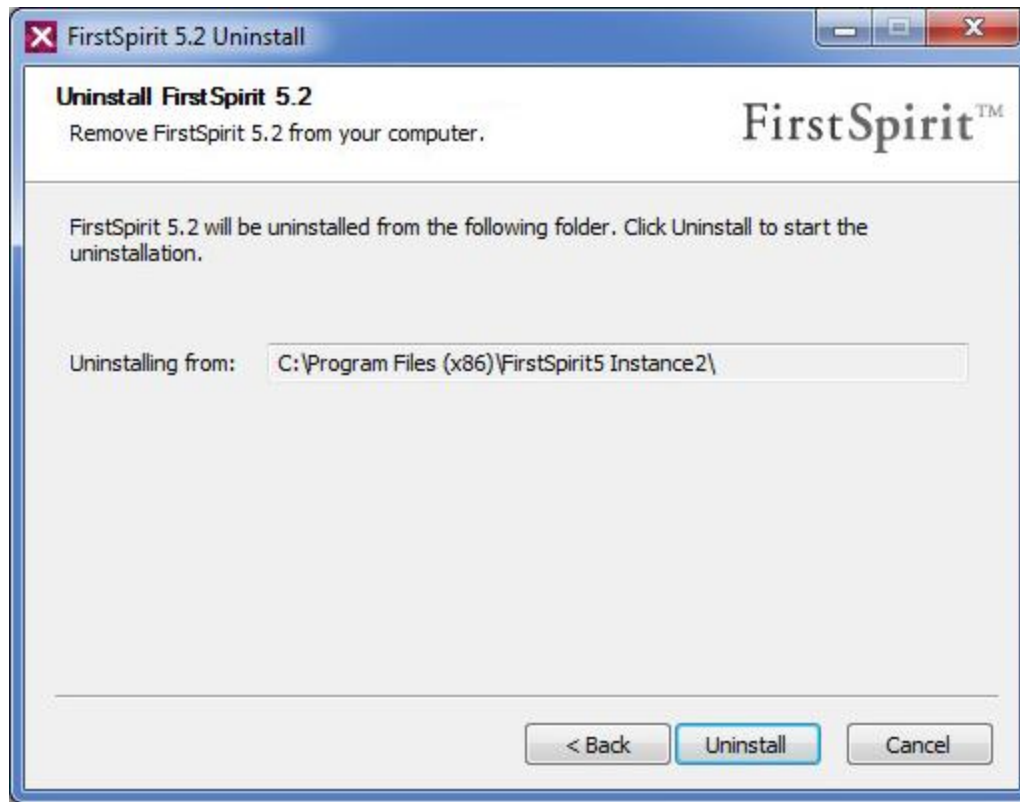 FirstSpirit 5.2 Uninstall
Uninstall FirstSpirit 5.2
Remove FirstSpirit 5.2 from your computer.
FirstSpirit™
FirstSpirit 5.2 will be uninstalled from the following folder. Click Uninstall to start the
uninstallation.
Uninstalling from: C:\Program Files (x86)\FirstSpirit5 Instance2\
< Back Uninstall Cancel